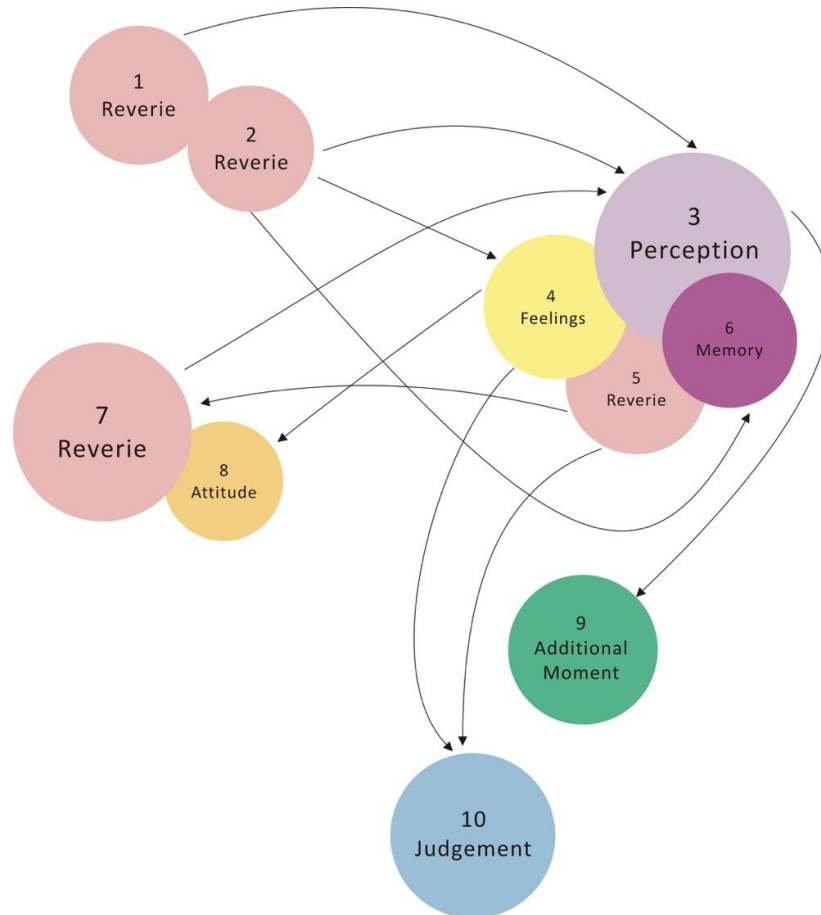 1
Reverie
2
Reverie
3
Perception
4
Feelings
5
Reverie
6
Memory
7
Reverie
8
Attitude
9
Additional
Moment
10
Judgement